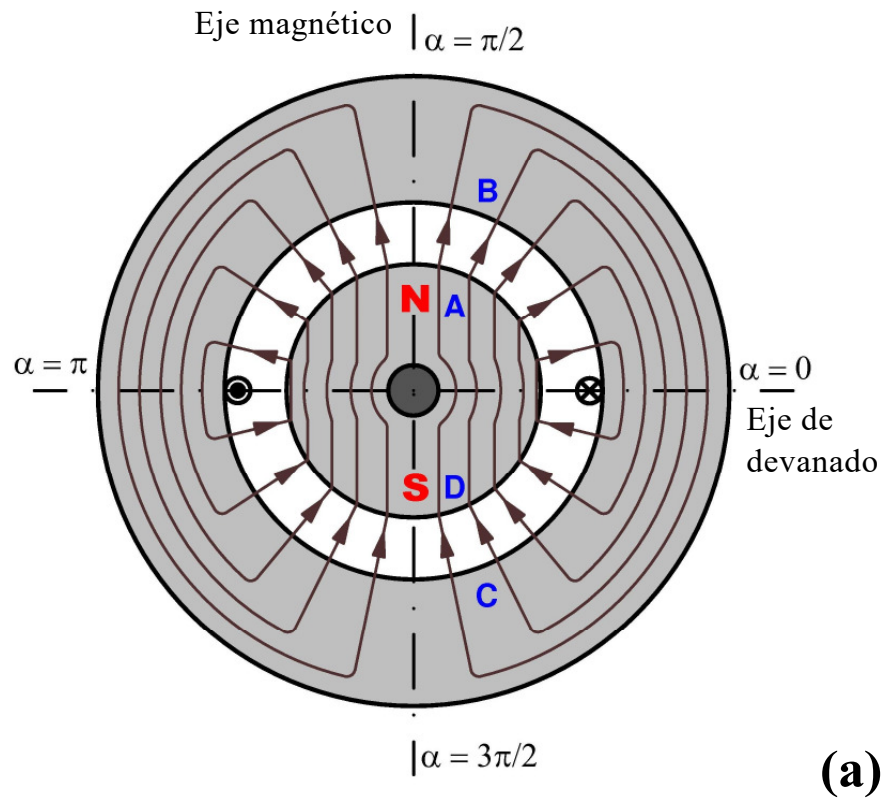 Eje magnético
α = π/2
B
N
A
α = π
α = 0
Eje de
devanado
S
D
C
α = 3π/2
(a)